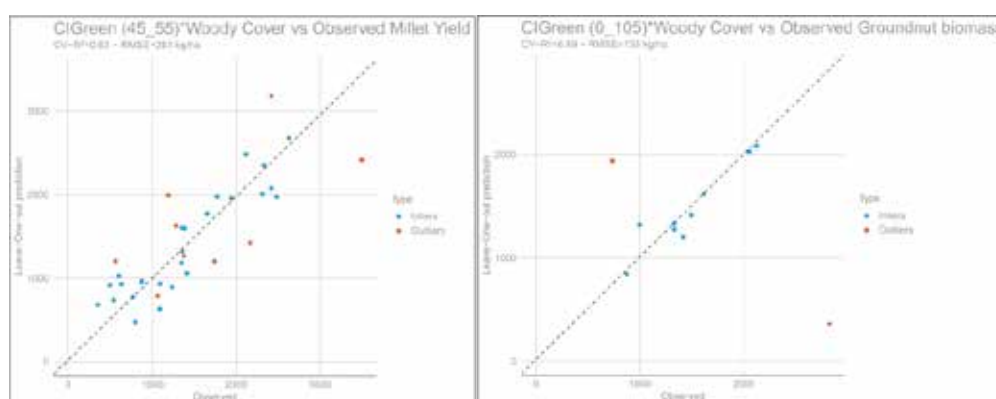 CIGreen (45_55)*Woody Cover vs Observed Millet Yield
3000
2000
1000
0
Leave-One-out prediction
0
1000
2000
3000
Observed
type
Inliers
Outliers
CIGreen (0_105)*Woody Cover vs Observed Groundnut biomass
2000
1000
0
Leave-One-out prediction
0
1000
2000
Observed
type
Inliers
Outliers